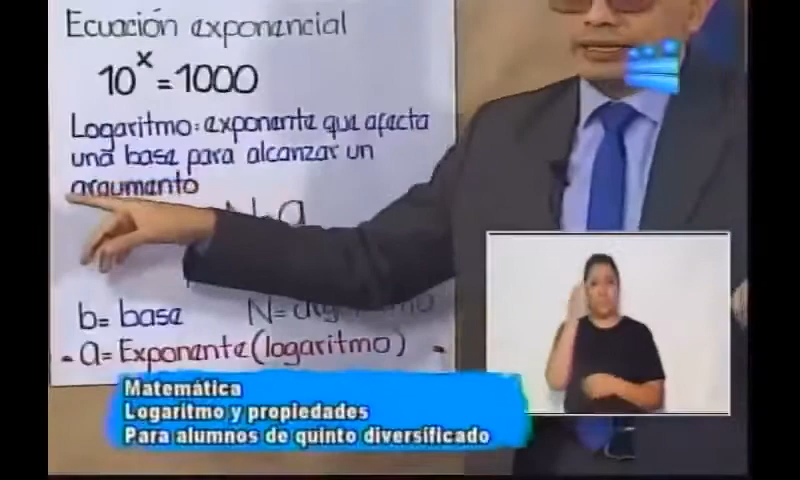 Ecuación exponencial
10^x = 1000
Logaritmo: exponente que afecta
una base para alcanzar un
argumento
a
b= base N=
- a= Exponente (logaritmo) -
Matemática
Logaritmo y propiedades
Para alumnos de quinto diversificado